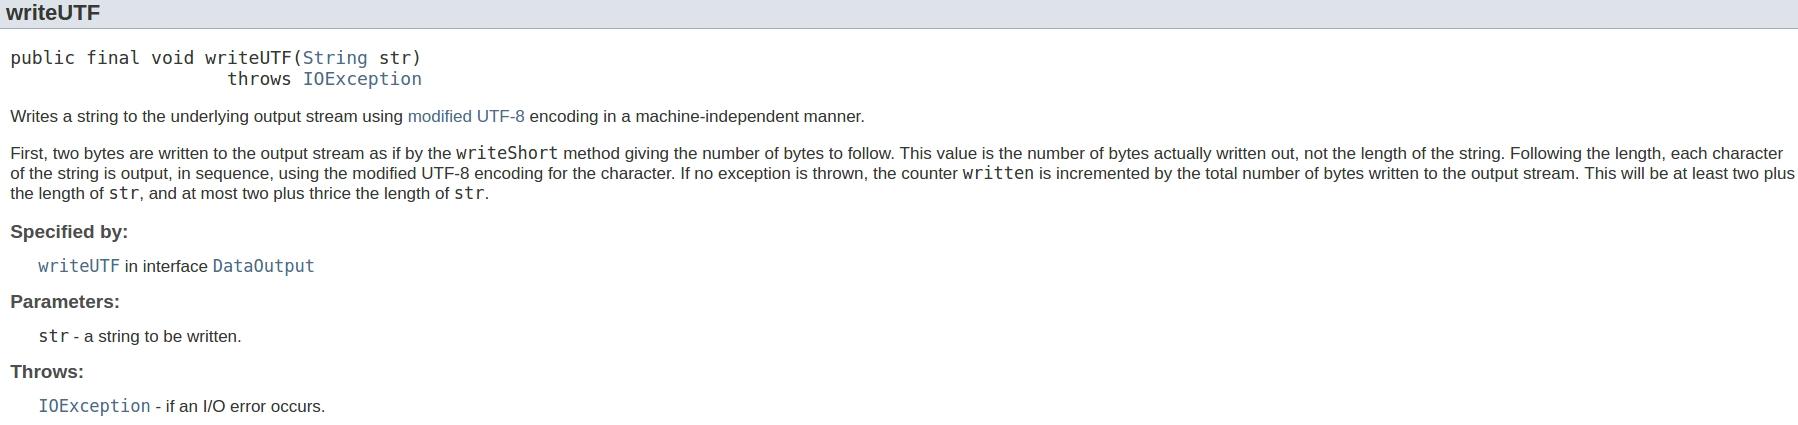 writeUTF
public final void writeUTF(String str)
throws IOException
Writes a string to the underlying output stream using modified UTF-8 encoding in a machine-independent manner.
First, two bytes are written to the output stream as if by the writeShort method giving the number of bytes to follow. This value is the number of bytes actually written out, not the length of the string. Following the length, each character
of the string is output, in sequence, using the modified UTF-8 encoding for the character. If no exception is thrown, the counter written is incremented by the total number of bytes written to the output stream. This will be at least two plus
the length of str, and at most two plus thrice the length of str.
Specified by:
writeUTF in interface DataOutput
Parameters:
str - a string to be written.
Throws:
IOException - if an I/O error occurs.